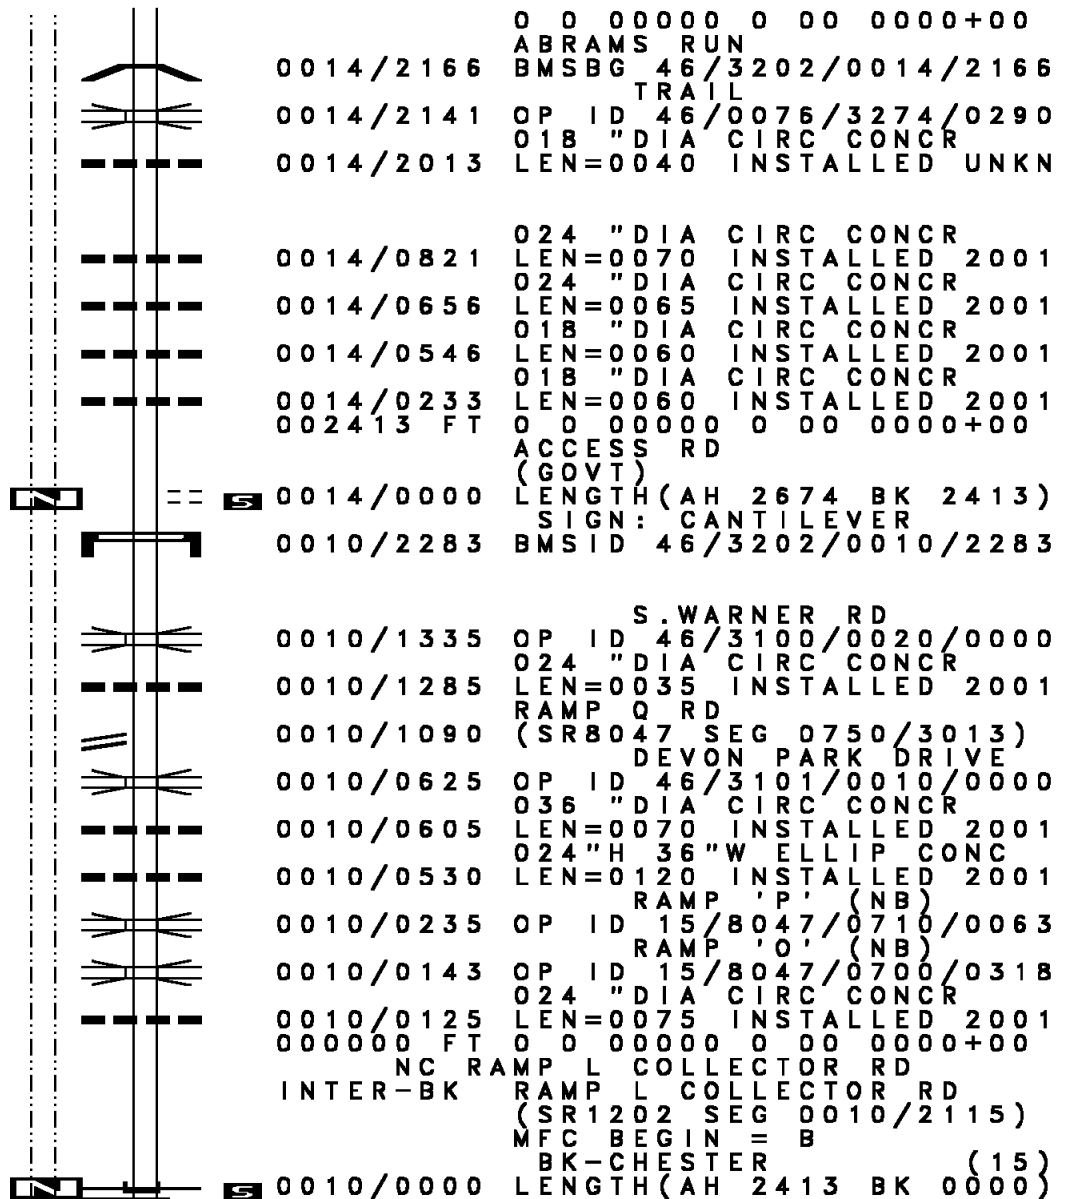 0 0 00000 0 00 0000+00
ABRAMS RUN
0014/2166 BMSBG 46/3202/0014/2166
TRAIL
0014/2141 OP ID 46/0076/3274/0290
018 "DIA CIRC CONCR
0014/2013 LEN=0040 INSTALLED UNKN
024 "DIA CIRC CONCR
0014/0821 LEN=0070 INSTALLED 2001
024 "DIA CIRC CONCR
0014/0656 LEN=0065 INSTALLED 2001
018 "DIA CIRC CONCR
0014/0546 LEN=0060 INSTALLED 2001
018 "DIA CIRC CONCR
0014/0233 LEN=0060 INSTALLED 2001
002413 FT 0 0 00000 0 00 0000+00
ACCESS RD
(GOVT)
N S 0014/0000 LENGTH(AH 2674 BK 2413)
SIGN: CANTILEVER
0010/2283 BMSID 46/3202/0010/2283
S.WARNER RD
0010/1335 OP ID 46/3100/0020/0000
024 "DIA CIRC CONCR
0010/1285 LEN=0035 INSTALLED 2001
RAMP Q RD
0010/1090 (SR8047 SEG 0750/3013)
DEVON PARK DRIVE
0010/0625 OP ID 46/3101/0010/0000
036 "DIA CIRC CONCR
0010/0605 LEN=0070 INSTALLED 2001
024"H 36"W ELLIP CONC
0010/0530 LEN=0120 INSTALLED 2001
RAMP 'P' (NB)
0010/0235 OP ID 15/8047/0710/0063
RAMP 'O' (NB)
0010/0143 OP ID 15/8047/0700/0318
024 "DIA CIRC CONCR
0010/0125 LEN=0075 INSTALLED 2001
000000 FT 0 0 00000 0 00 0000+00
NC RAMP L COLLECTOR RD
INTER-BK RAMP L COLLECTOR RD
(SR1202 SEG 0010/2115)
MFC BEGIN = B
BK-CHESTER (15)
N S 0010/0000 LENGTH(AH 2413 BK 0000)